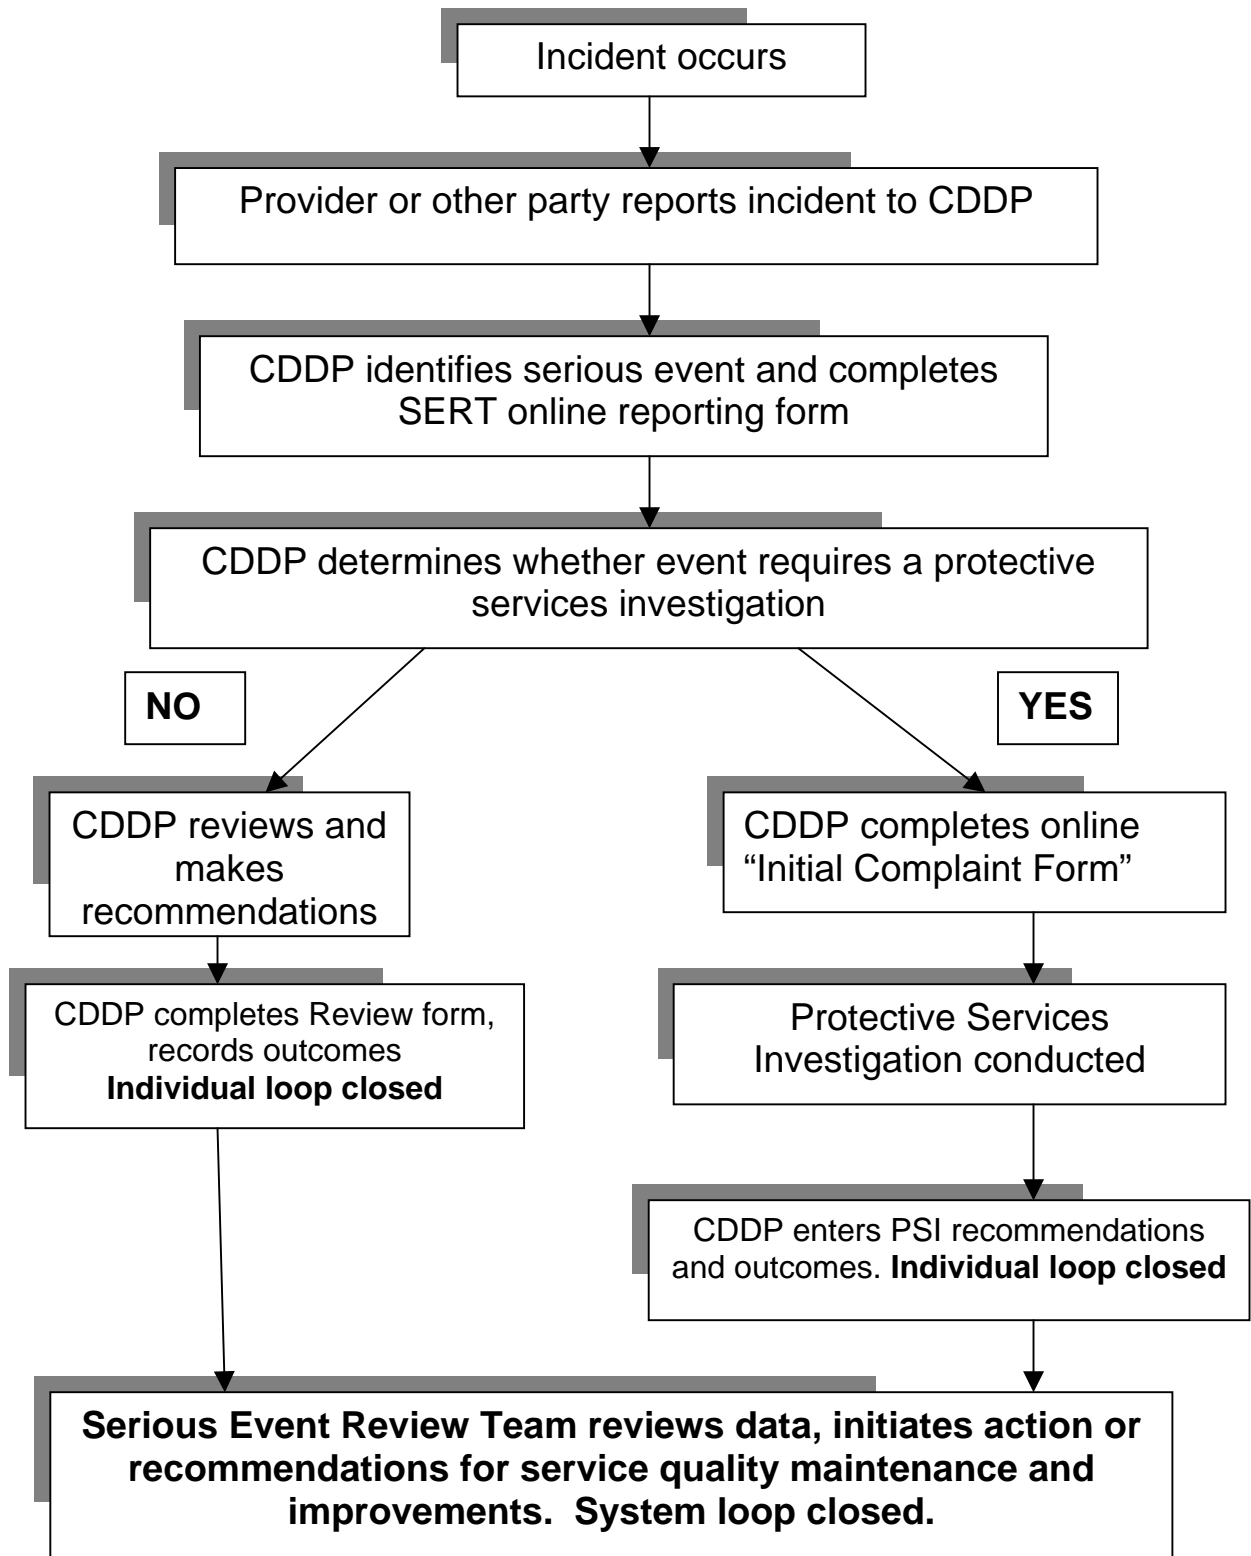 Incident occurs
Provider or other party reports incident to CDDP
CDDP identifies serious event and completes
SERT online reporting form
CDDP determines whether event requires a protective
services investigation
NO
YES
CDDP reviews and
makes
recommendations
CDDP completes online
“Initial Complaint Form”
CDDP completes Review form,
records outcomes
Individual loop closed
Protective Services
Investigation conducted
CDDP enters PSI recommendations
and outcomes. Individual loop closed
Serious Event Review Team reviews data, initiates action or
recommendations for service quality maintenance and
improvements.  System loop closed.